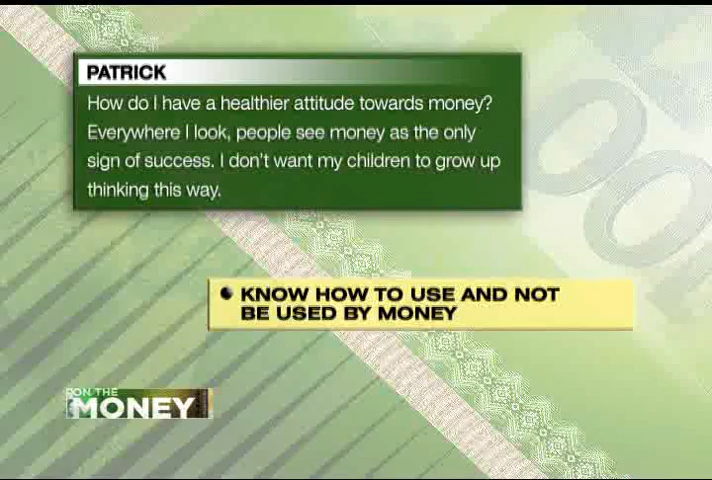 PATRICK
How do I have a healthier attitude towards money?
Everywhere I look, people see money as the only
sign of success. I don't want my children to grow up
thinking this way.
KNOW HOW TO USE AND NOT
BE USED BY MONEY
ON THE
MONEY